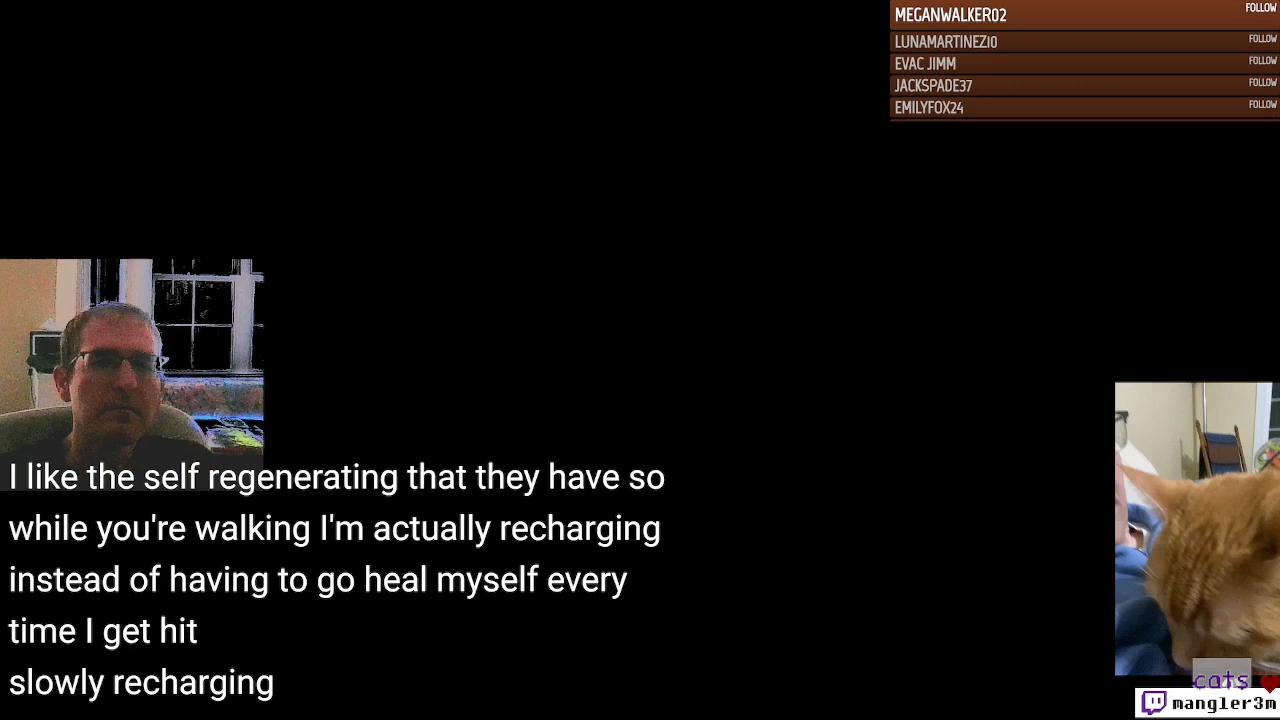 MEGANWALKER02 FOLLOW
LUNAMARTINEZ10 FOLLOW
EVAC JIMM FOLLOW
JACKSPADE37 FOLLOW
EMILYFOX24 FOLLOW
I like the self regenerating that they have so
while you're walking I'm actually recharging
instead of having to go heal myself every
time I get hit
slowly recharging
cats
mangler3m